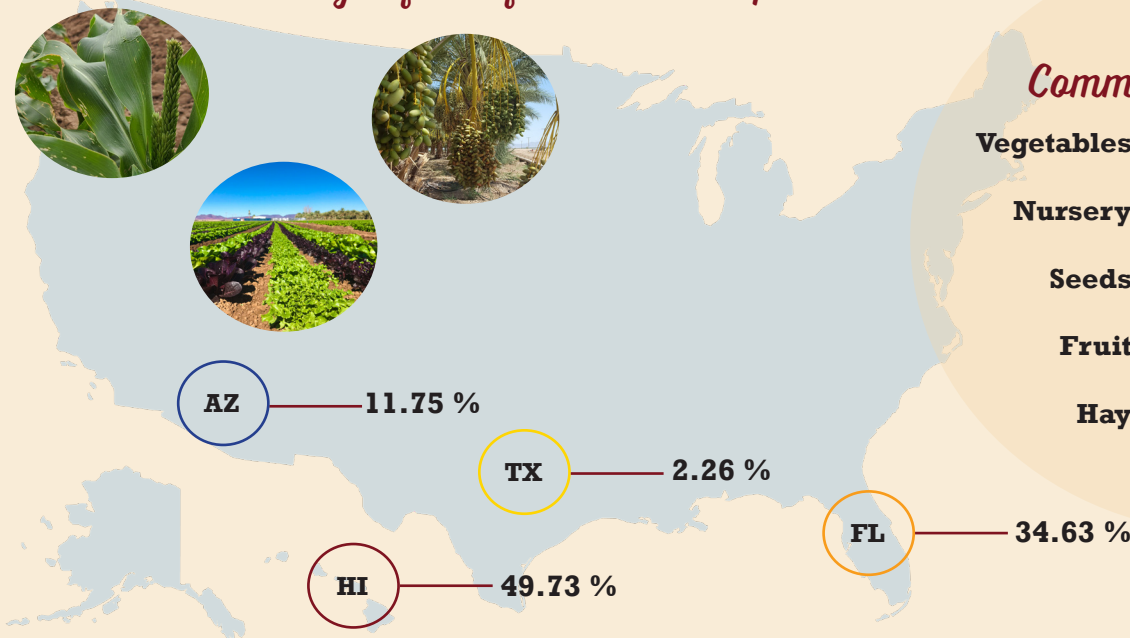 Comm
Vegetables
Nursery
Seeds
Fruit
Hay
AZ 11.75 %
TX 2.26 %
FL 34.63 %
HI 49.73 %